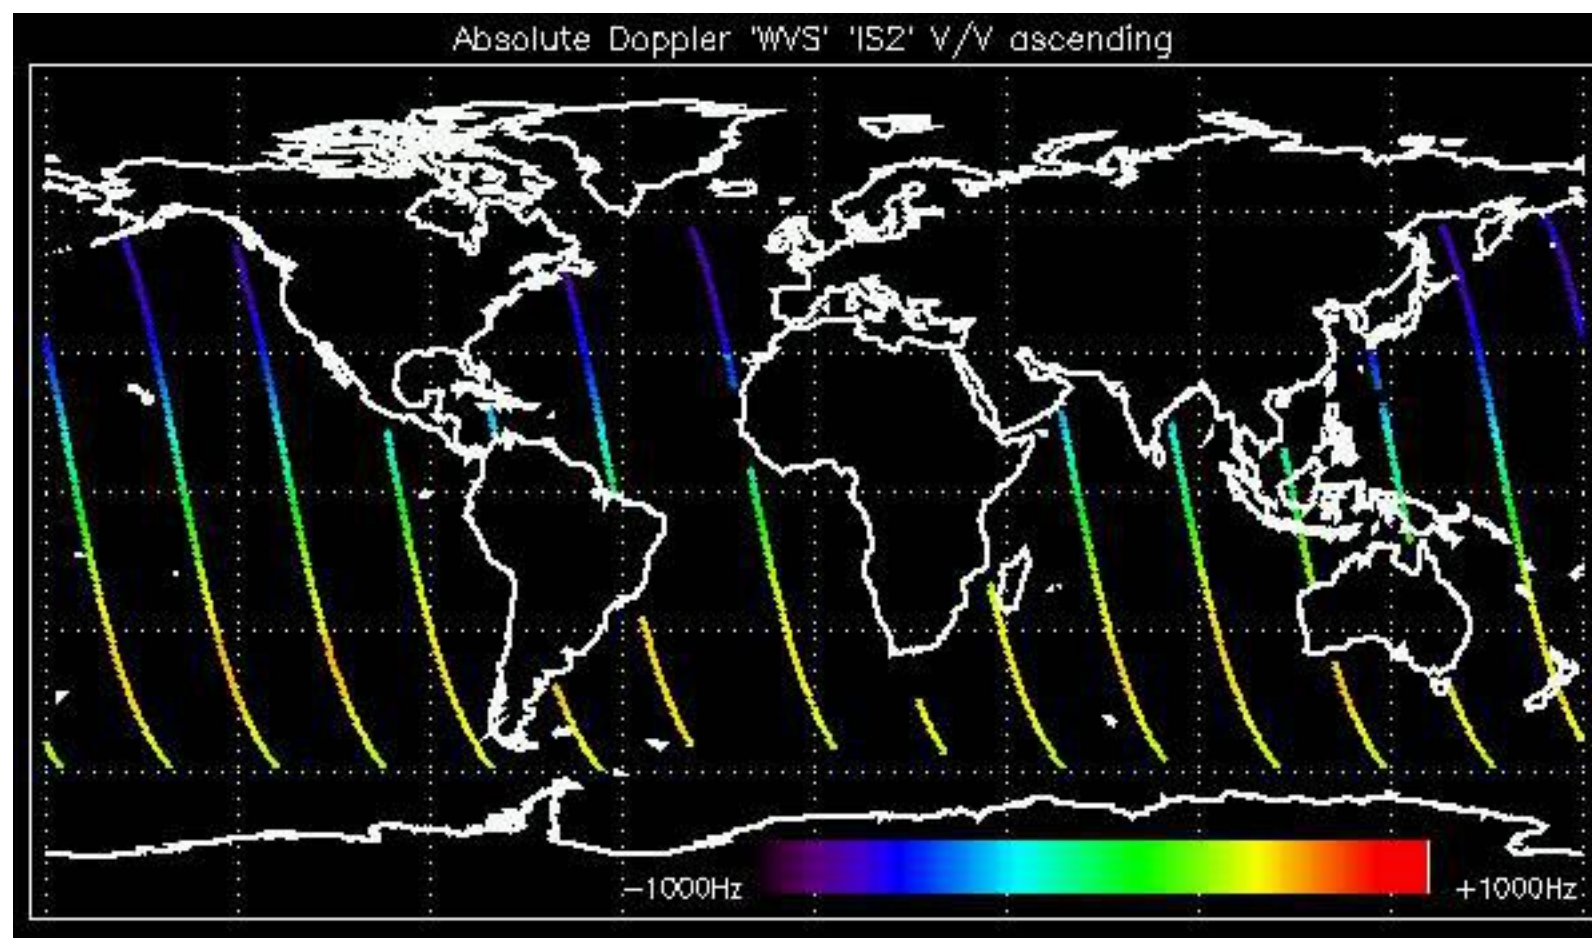 Absolute Doppler 'WVS' 'IS2' V/V ascending
−1000Hz +1000Hz